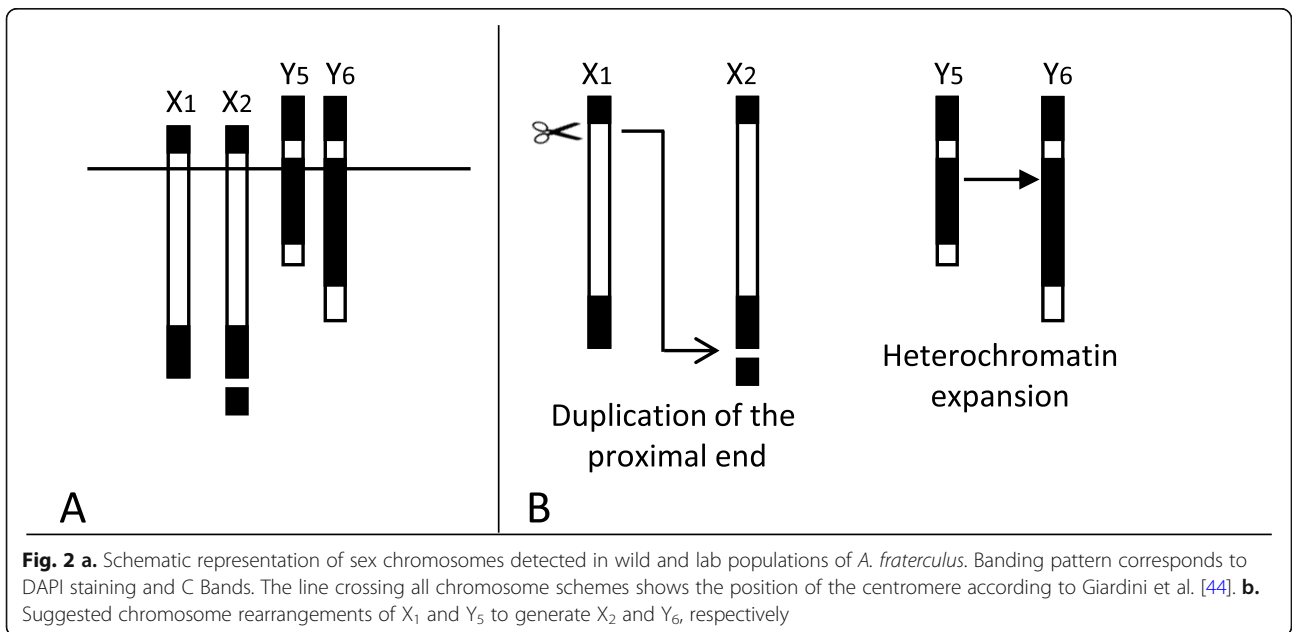 X1 X2 Y5 Y6
A
X1 X2 Y5 Y6
Duplication of the
proximal end
Heterochromatin
expansion
B
Fig. 2 a. Schematic representation of sex chromosomes detected in wild and lab populations of A. fraterculus. Banding pattern corresponds to
DAPI staining and C Bands. The line crossing all chromosome schemes shows the position of the centromere according to Giardini et al. [44]. b.
Suggested chromosome rearrangements of X1 and Y5 to generate X2 and Y6, respectively